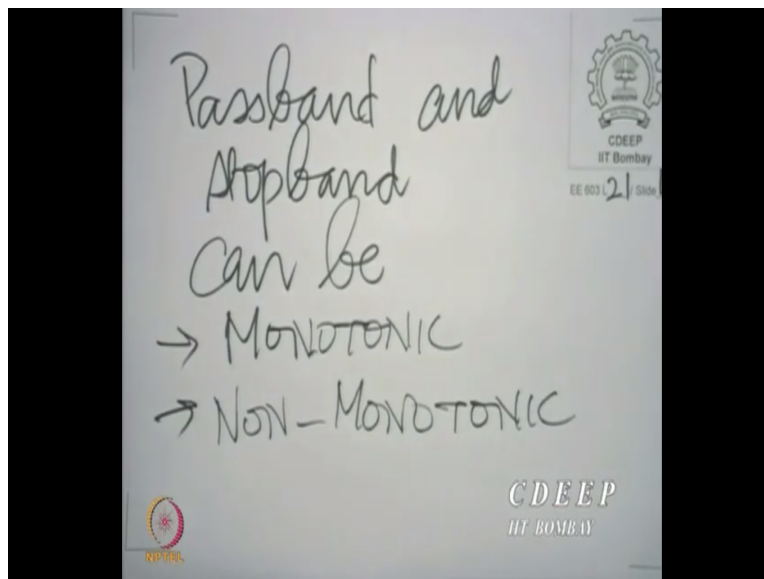 Passband and
stopband
can be
→ MONOTONIC
→ NON-MONOTONIC
CDEEP
IIT Bombay
EE 603 L 21 / Slide
CDEEP
IIT BOMBAY
NPTEL